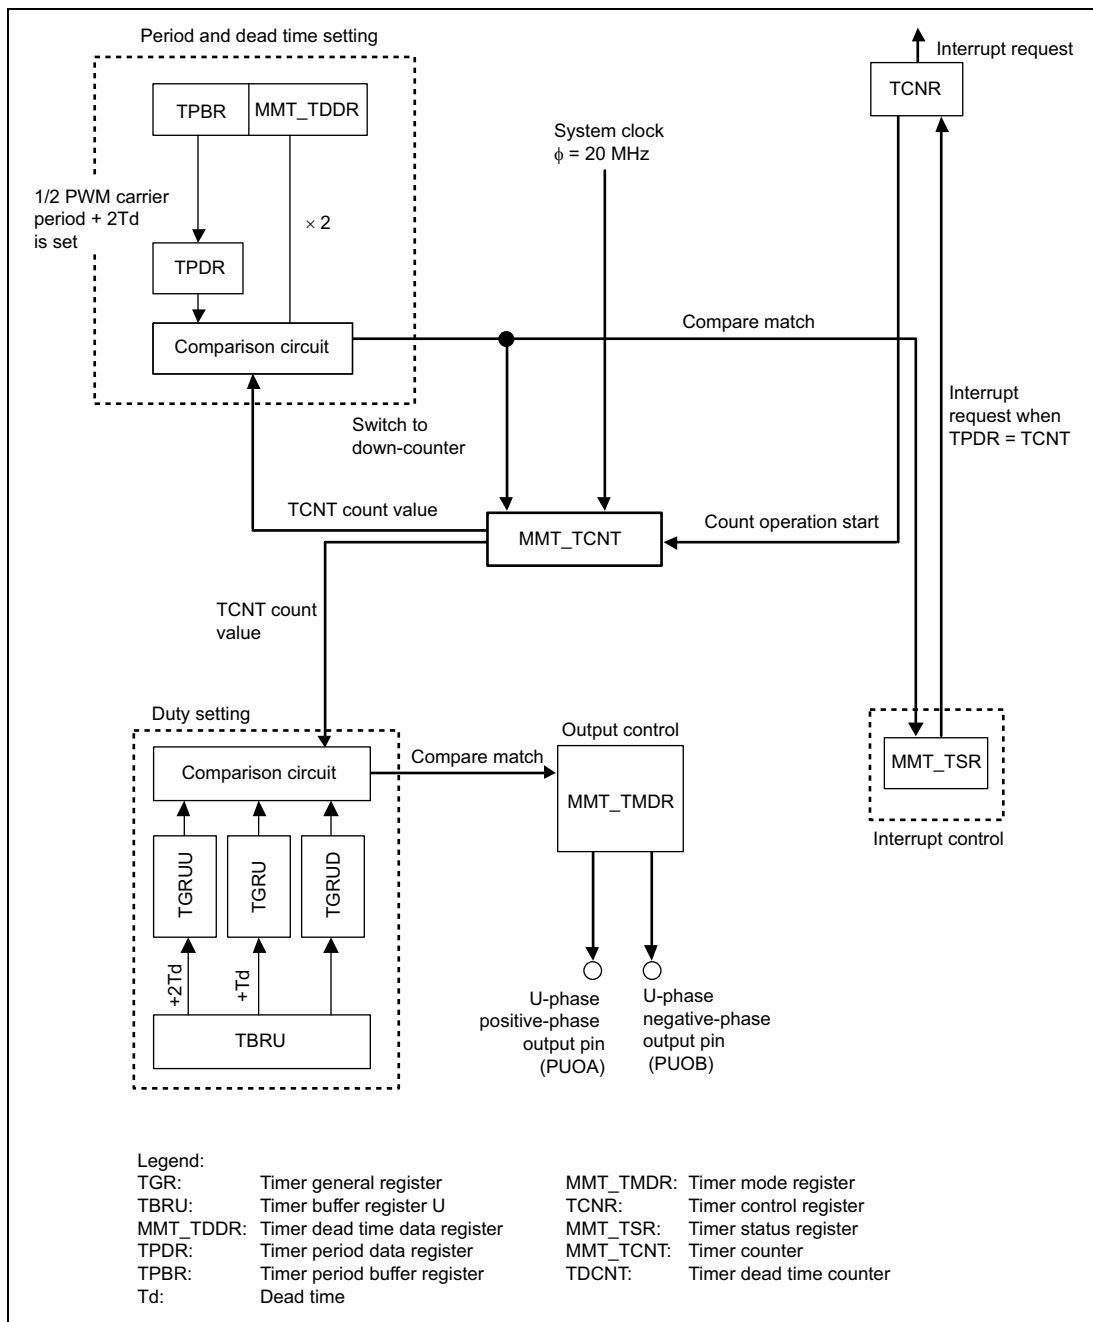 Period and dead time setting
Interrupt request
TPBR
MMT_TDDR
TCNR
System clock
ϕ = 20 MHz
1/2 PWM carrier
period + 2Td
is set
× 2
TPDR
Comparison circuit
Compare match
Switch to
down-counter
Interrupt
request when
TPDR = TCNT
TCNT count value
MMT_TCNT
Count operation start
TCNT count
value
Duty setting
Comparison circuit
Compare match
Output control
MMT_TMDR
MMT_TSR
Interrupt control
TGRUU
TGRU
TGRUD
+2Td
+Td
TBRU
U-phase
positive-phase
output pin
(PUOA)
U-phase
negative-phase
output pin
(PUOB)
Legend:
TGR: Timer general register
TBRU: Timer buffer register U
MMT_TDDR: Timer dead time data register
TPDR: Timer period data register
TPBR: Timer period buffer register
Td: Dead time
MMT_TMDR: Timer mode register
TCNR: Timer control register
MMT_TSR: Timer status register
MMT_TCNT: Timer counter
TDCNT: Timer dead time counter